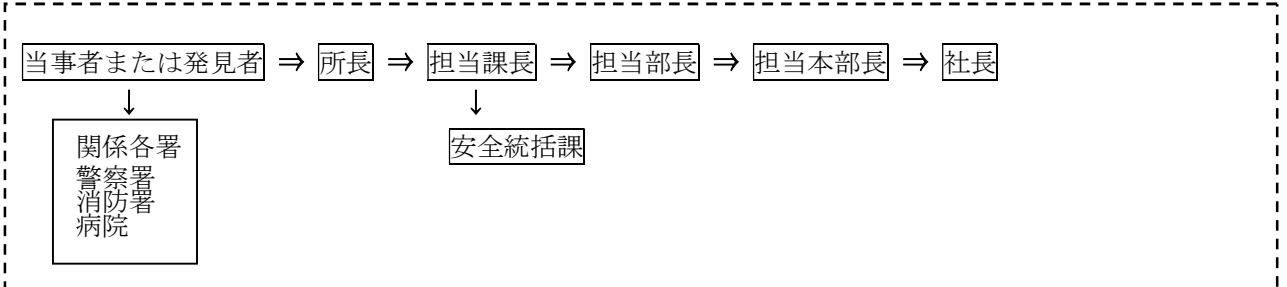 当事者または発見者 ⇒ 所長 ⇒ 担当課長 ⇒ 担当部長 ⇒ 担当本部長 ⇒ 社長
↓ ↓
関係各署 安全統括課
警察署
消防署
病院